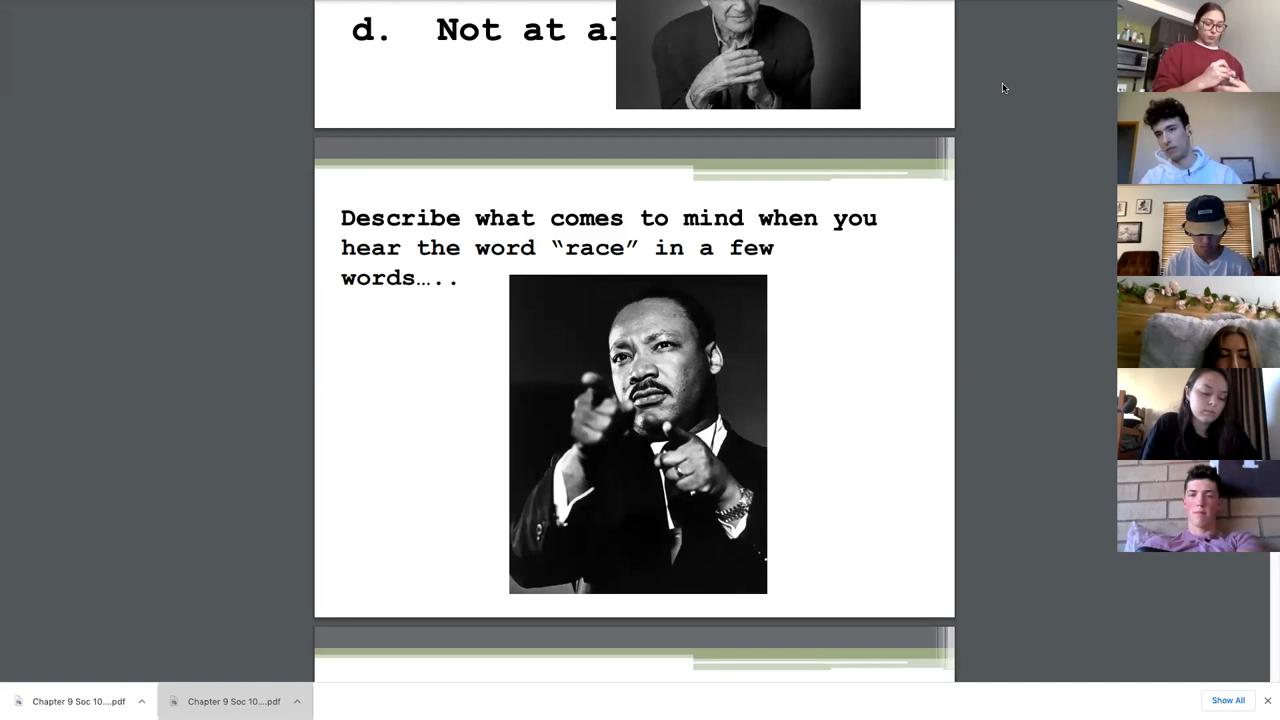 d. Not at al
Describe what comes to mind when you
hear the word “race” in a few
words…..
Chapter 9 Soc 10....pdf
Chapter 9 Soc 10....pdf
Show All